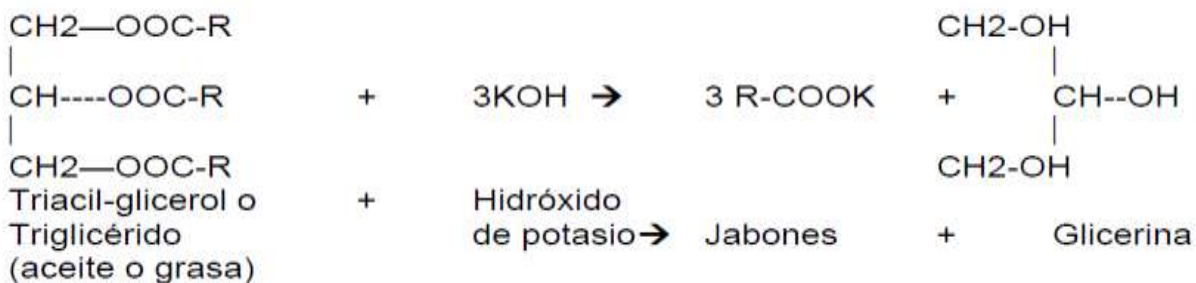 CH2—OOC-R CH2-OH
| |
CH----OOC-R + 3KOH ➔ 3 R-COOK + CH--OH
| |
CH2—OOC-R CH2-OH
Triacil-glicerol o + Hidróxido
Triglicérido de potasio➔ Jabones + Glicerina
(aceite o grasa)